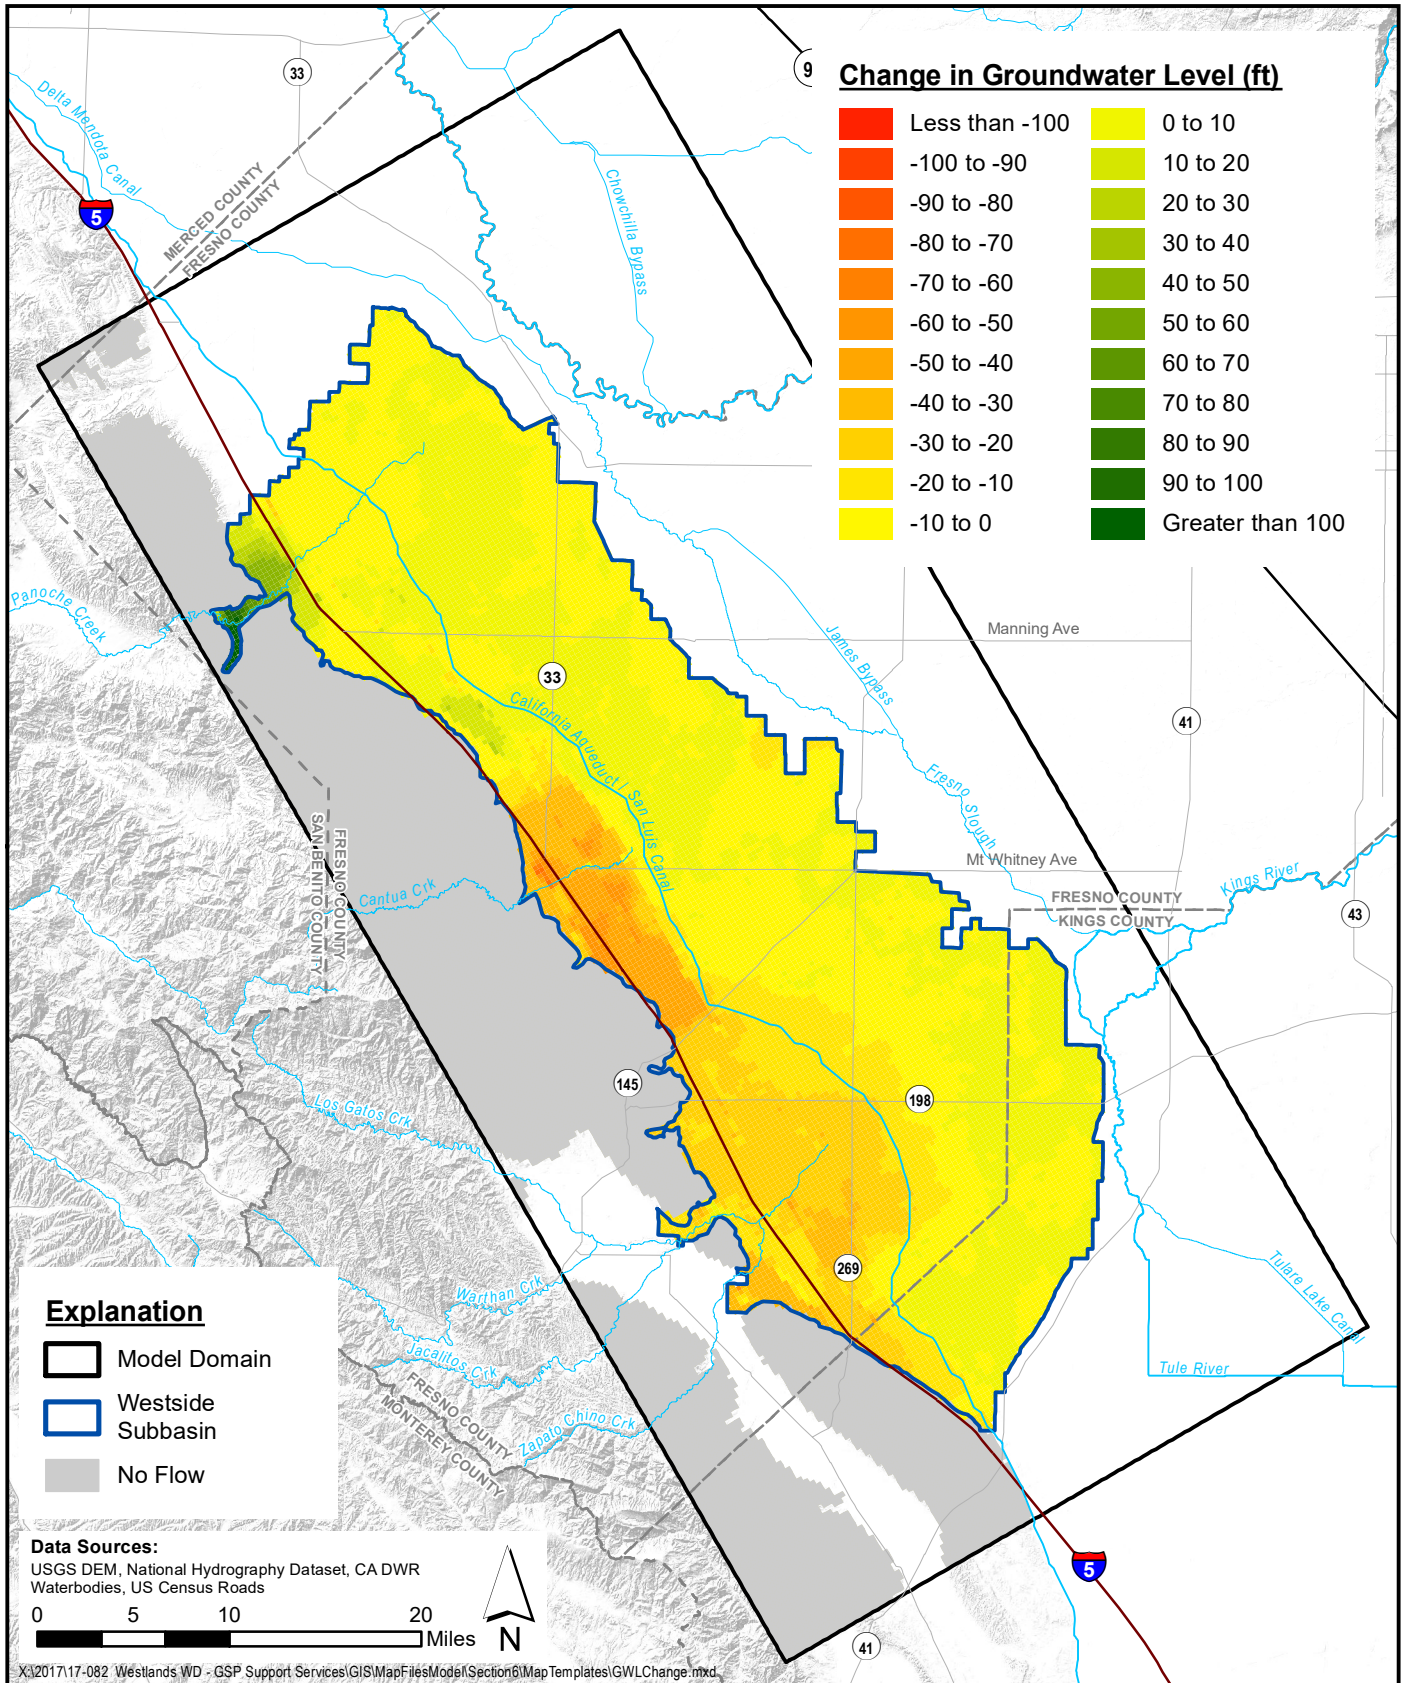 Change in Groundwater Level (ft)
Less than -100
-100 to -90
-90 to -80
-80 to -70
-70 to -60
-60 to -50
-50 to -40
-40 to -30
-30 to -20
-20 to -10
-10 to 0
0 to 10
10 to 20
20 to 30
30 to 40
40 to 50
50 to 60
60 to 70
70 to 80
80 to 90
90 to 100
Greater than 100
33
9
Delta Mendota Canal
5
MERCED COUNTY
FRESNO COUNTY
Chowchilla Bypass
Panoche Creek
Manning Ave
James Bypass
33
California Aqueduct / San Luis Canal
41
Fresno Slough
SAN BENITO COUNTY
FRESNO COUNTY
Cantua Crk
Mt Whitney Ave
FRESNO COUNTY
KINGS COUNTY
Kings River
43
145
Los Gatos Crk
198
269
Warthan Crk
Jacalitos Crk
FRESNO COUNTY
MONTEREY COUNTY
Zapato Chino Crk
Tulare Lake Canal
Tule River
5
41
Explanation
Model Domain
Westside
Subbasin
No Flow
Data Sources:
USGS DEM, National Hydrography Dataset, CA DWR
Waterbodies, US Census Roads
0 5 10 20
Miles
N
X:\2017\17-082 Westlands WD - GSP Support Services\GIS\MapFilesModel\Section6\MapTemplates\GWLChange.mxd